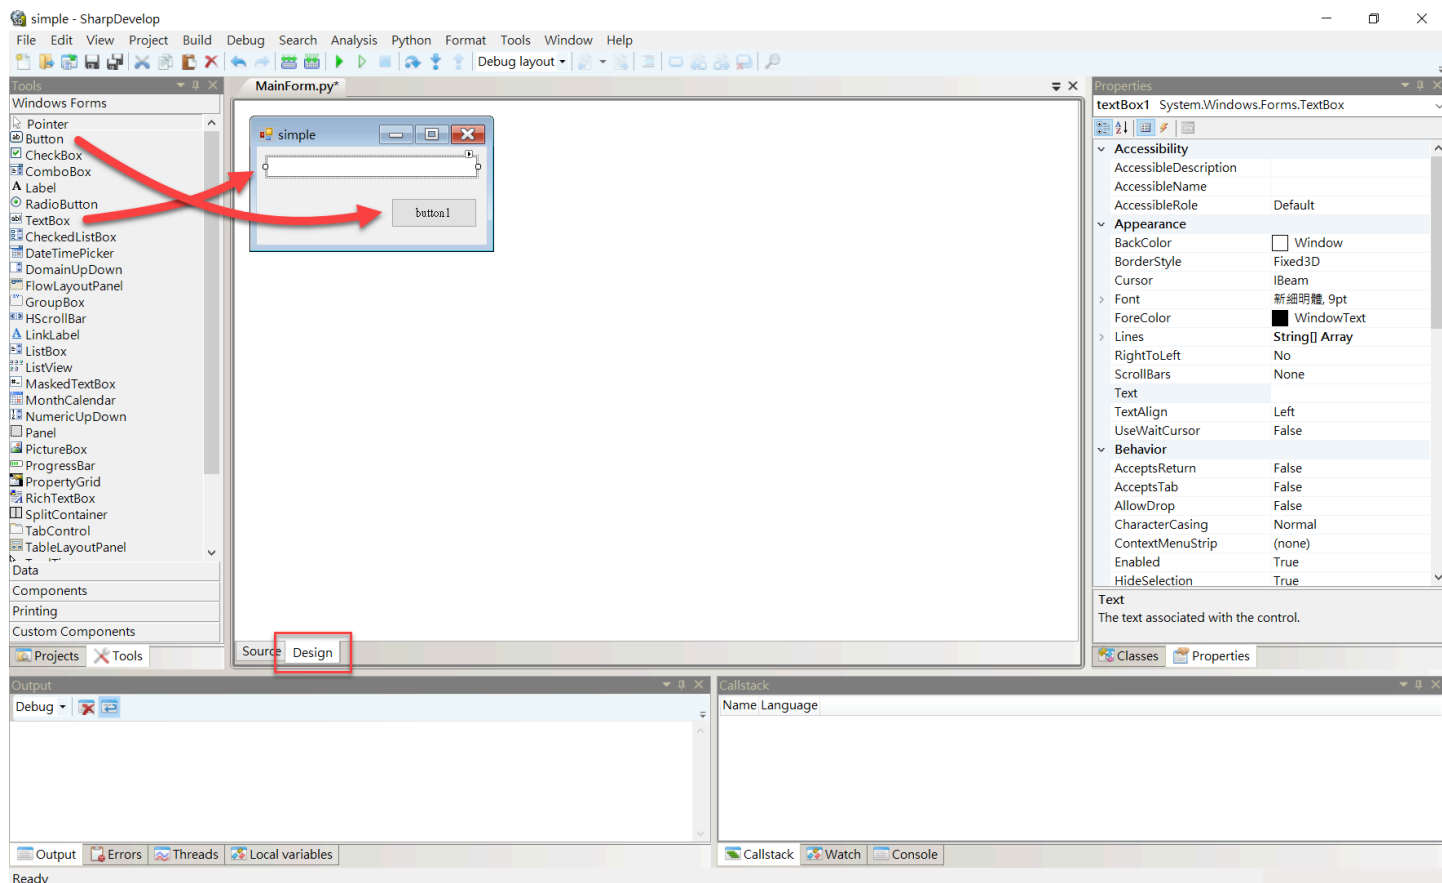 simple - SharpDevelop
File Edit View Project Build Debug Search Analysis Python Format Tools Window Help
Debug layout
Tools
Windows Forms
Pointer
Button
CheckBox
ComboBox
Label
RadioButton
TextBox
CheckedListBox
DateTimePicker
DomainUpDown
FlowLayoutPanel
GroupBox
HScrollBar
LinkLabel
ListBox
ListView
MaskedTextBox
MonthCalendar
NumericUpDown
Panel
PictureBox
ProgressBar
PropertyGrid
RichTextBox
SplitContainer
TabControl
TableLayoutPanel
Data
Components
Printing
Custom Components
Projects Tools
MainForm.py*
simple
button1
Source Design
Properties
textBox1 System.Windows.Forms.TextBox
Accessibility
AccessibleDescription
AccessibleName
AccessibleRole Default
Appearance
BackColor Window
BorderStyle Fixed3D
Cursor IBeam
Font 新細明體, 9pt
ForeColor WindowText
Lines String[] Array
RightToLeft No
ScrollBars None
Text
TextAlign Left
UseWaitCursor False
Behavior
AcceptsReturn False
AcceptsTab False
AllowDrop False
CharacterCasing Normal
ContextMenuStrip (none)
Enabled True
HideSelection True
Text
The text associated with the control.
Classes Properties
Output
Debug
Output Errors Threads Local variables
Callstack
Name Language
Callstack Watch Console
Ready